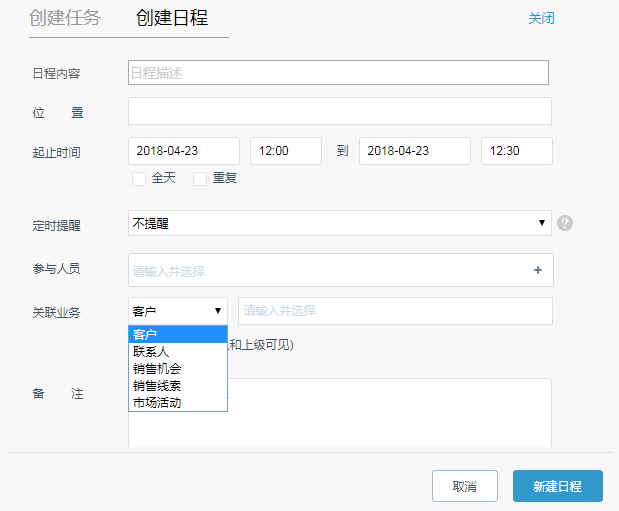 创建任务 创建日程 关闭
日程内容 日程描述
位 置
起止时间 2018-04-23 12:00 到 2018-04-23 12:30
全天 重复
定时提醒 不提醒 ?
参与人员 请输入并选择 +
关联业务 客户 请输入并选择
客户
联系人
和上级可见)
销售机会
销售线索
备 注
市场活动
取消 新建日程